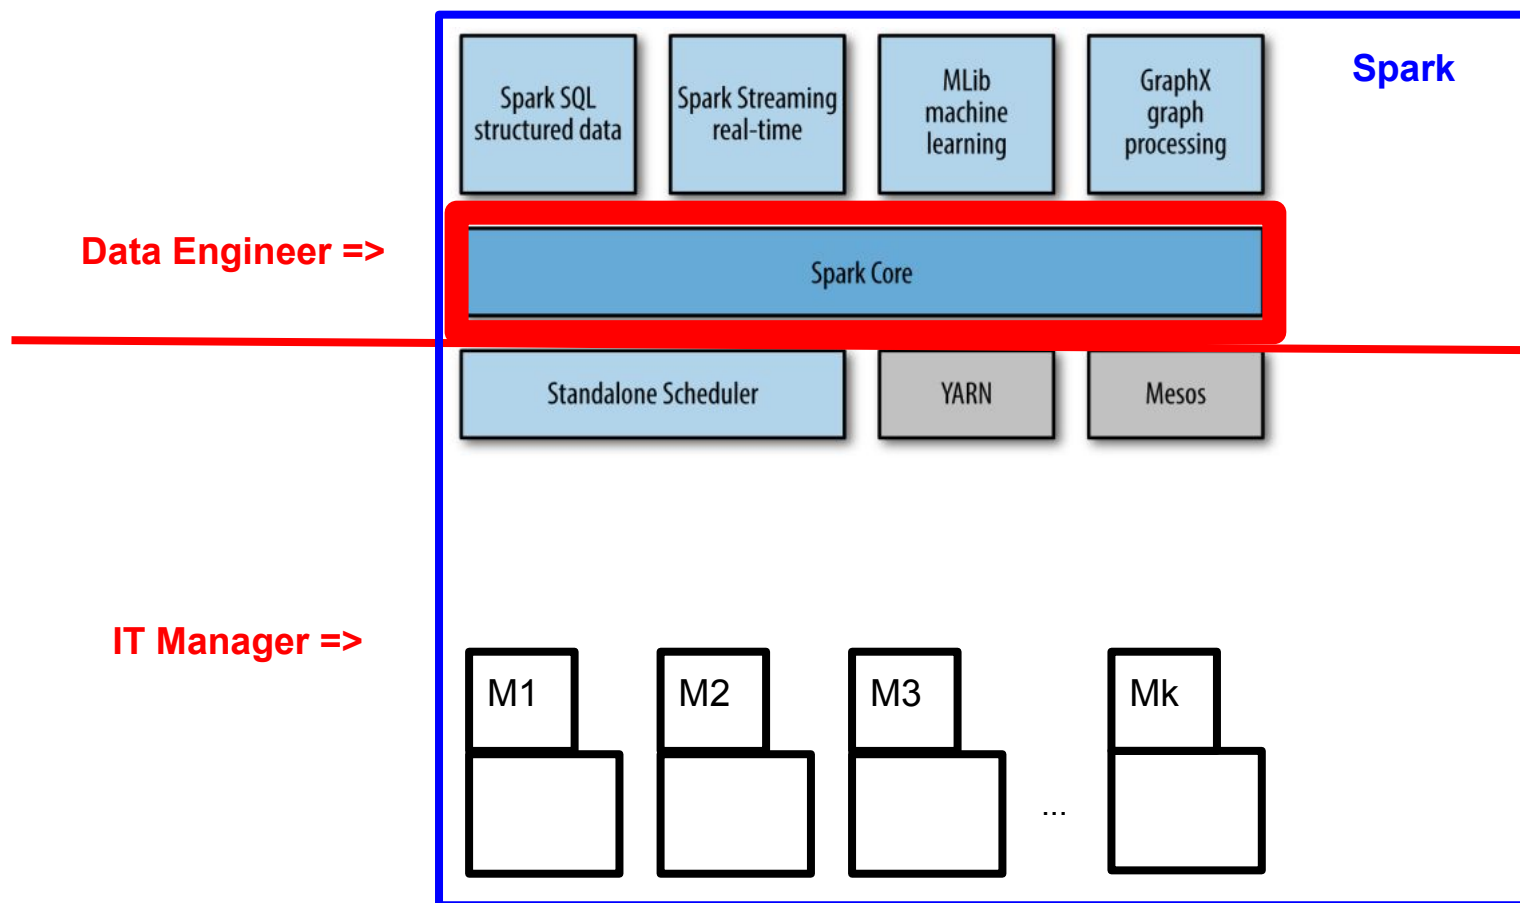 Spark
Spark SQL
structured data
Spark Streaming
real-time
MLib
machine
learning
GraphX
graph
processing
Data Engineer =>
Spark Core
Standalone Scheduler
YARN
Mesos
IT Manager =>
M1
M2
M3
Mk
...